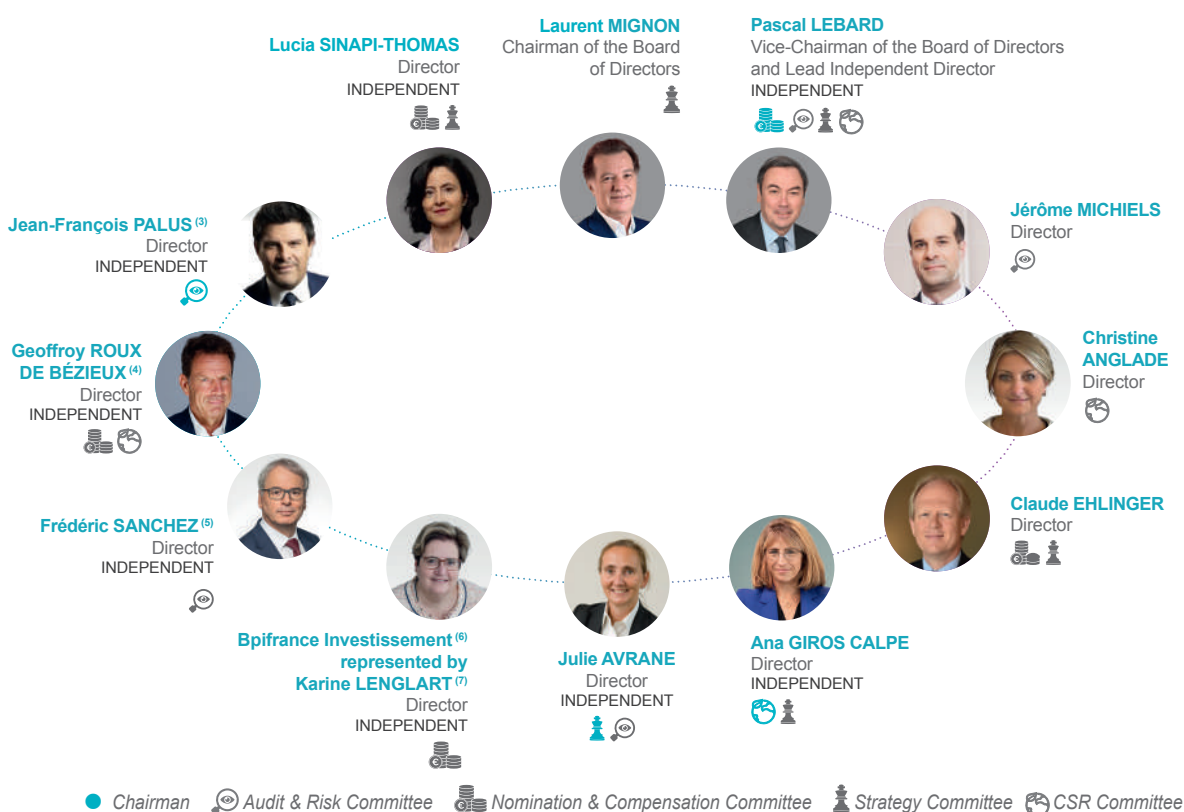 Laurent MIGNON
Chairman of the Board
of Directors
Pascal LEBARD
Vice-Chairman of the Board of Directors
and Lead Independent Director
INDEPENDENT
Lucia SINAPI-THOMAS
Director
INDEPENDENT
Jean-François PALUS (3)
Director
INDEPENDENT
Jérôme MICHIELS
Director
Geoffroy ROUX
DE BÉZIEUX (4)
Director
INDEPENDENT
Christine
ANGLADE
Director
Frédéric SANCHEZ (5)
Director
INDEPENDENT
Claude EHLINGER
Director
Bpifrance Investissement (6)
represented by
Karine LENGLART (7)
Director
INDEPENDENT
Julie AVRANE
Director
INDEPENDENT
Ana GIROS CALPE
Director
INDEPENDENT
Chairman Audit & Risk Committee Nomination & Compensation Committee Strategy Committee CSR Committee